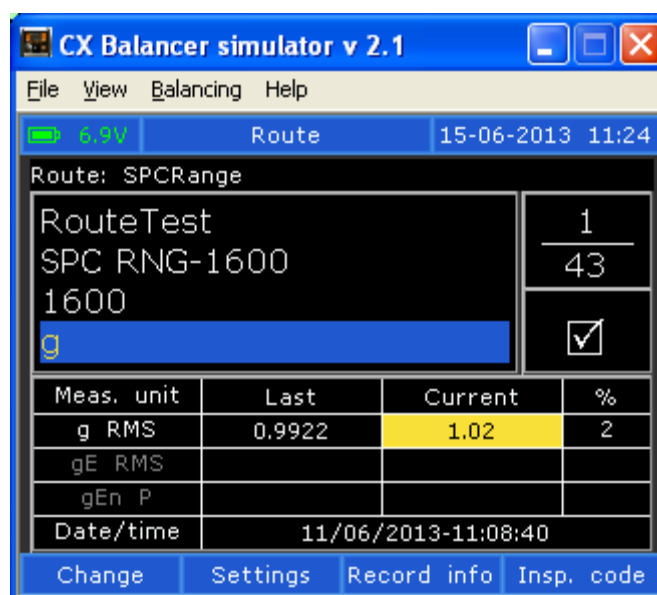 CX Balancer simulator v 2.1
File View Balancing Help
6.9V Route 15-06-2013 11:24
Route: SPCRange
RouteTest
SPC RNG-1600
1600
g
1
43
Meas. unit Last Current %
g RMS 0.9922 1.02 2
gE RMS
gEn P
Date/time 11/06/2013-11:08:40
Change Settings Record info Insp. code